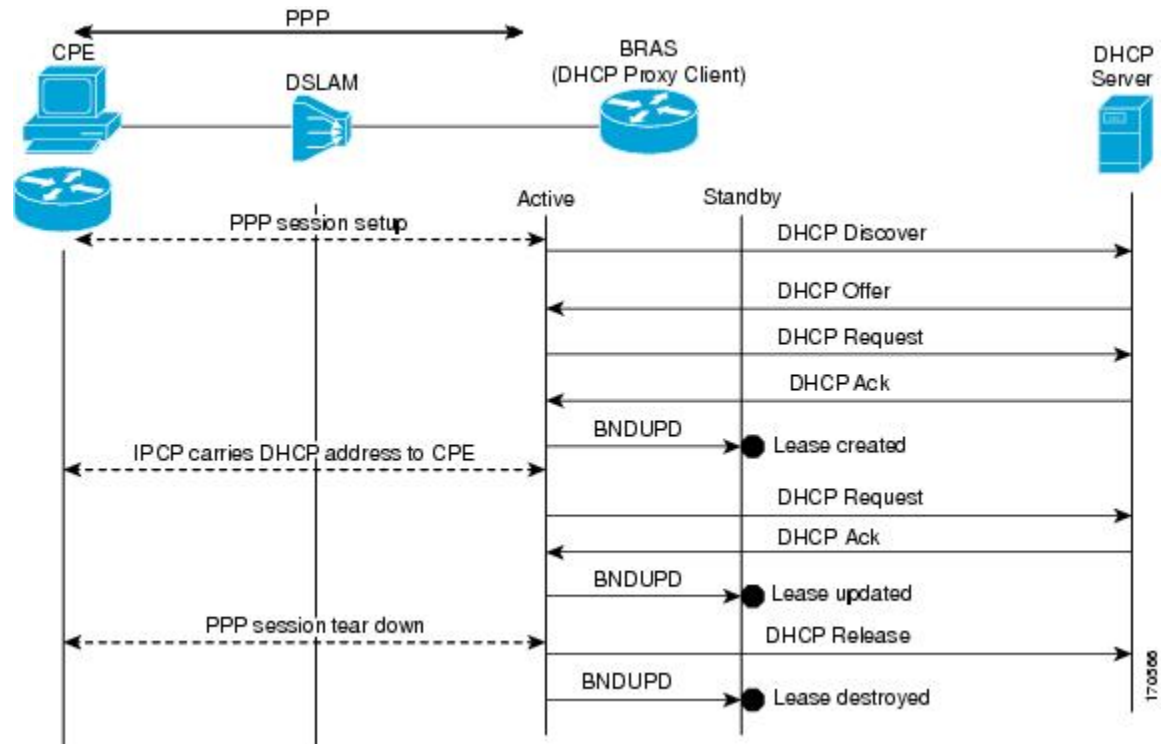 PPP
CPE
DSLAM
BRAS
(DHCP Proxy Client)
DHCP
Server
Active
Standby
PPP session setup
DHCP Discover
DHCP Offer
DHCP Request
DHCP Ack
BNDUPD
Lease created
IPCP carries DHCP address to CPE
DHCP Request
DHCP Ack
BNDUPD
Lease updated
PPP session tear down
DHCP Release
BNDUPD
Lease destroyed
170566